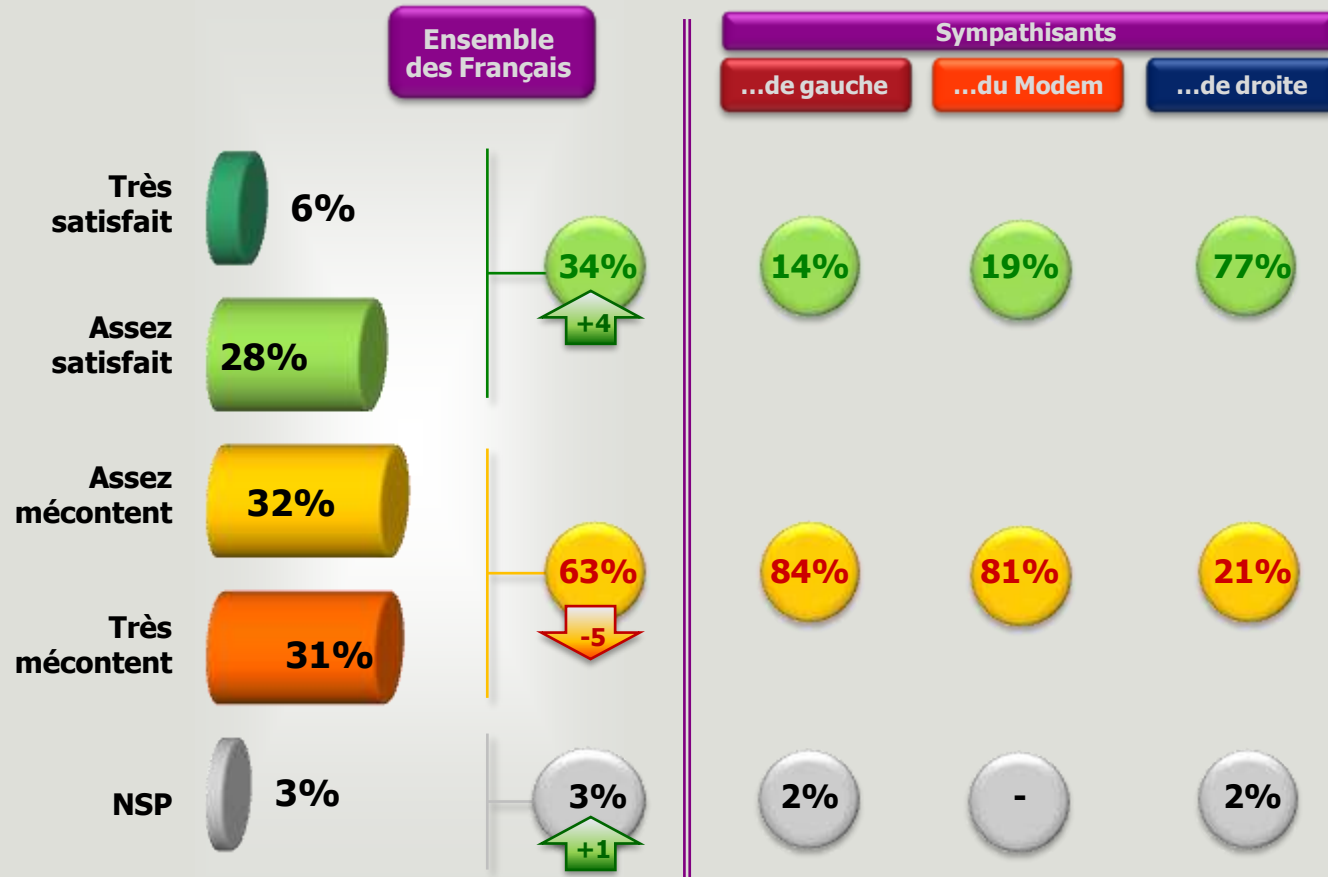 Ensemble
des Français
Sympathisants
…de gauche
…du Modem
…de droite
Très
satisfait
6%
34%
+4
14%
19%
77%
Assez
satisfait
28%
Assez
mécontent
32%
63%
-5
84%
81%
21%
Très
mécontent
31%
NSP
3%
3%
+1
2%
-
2%